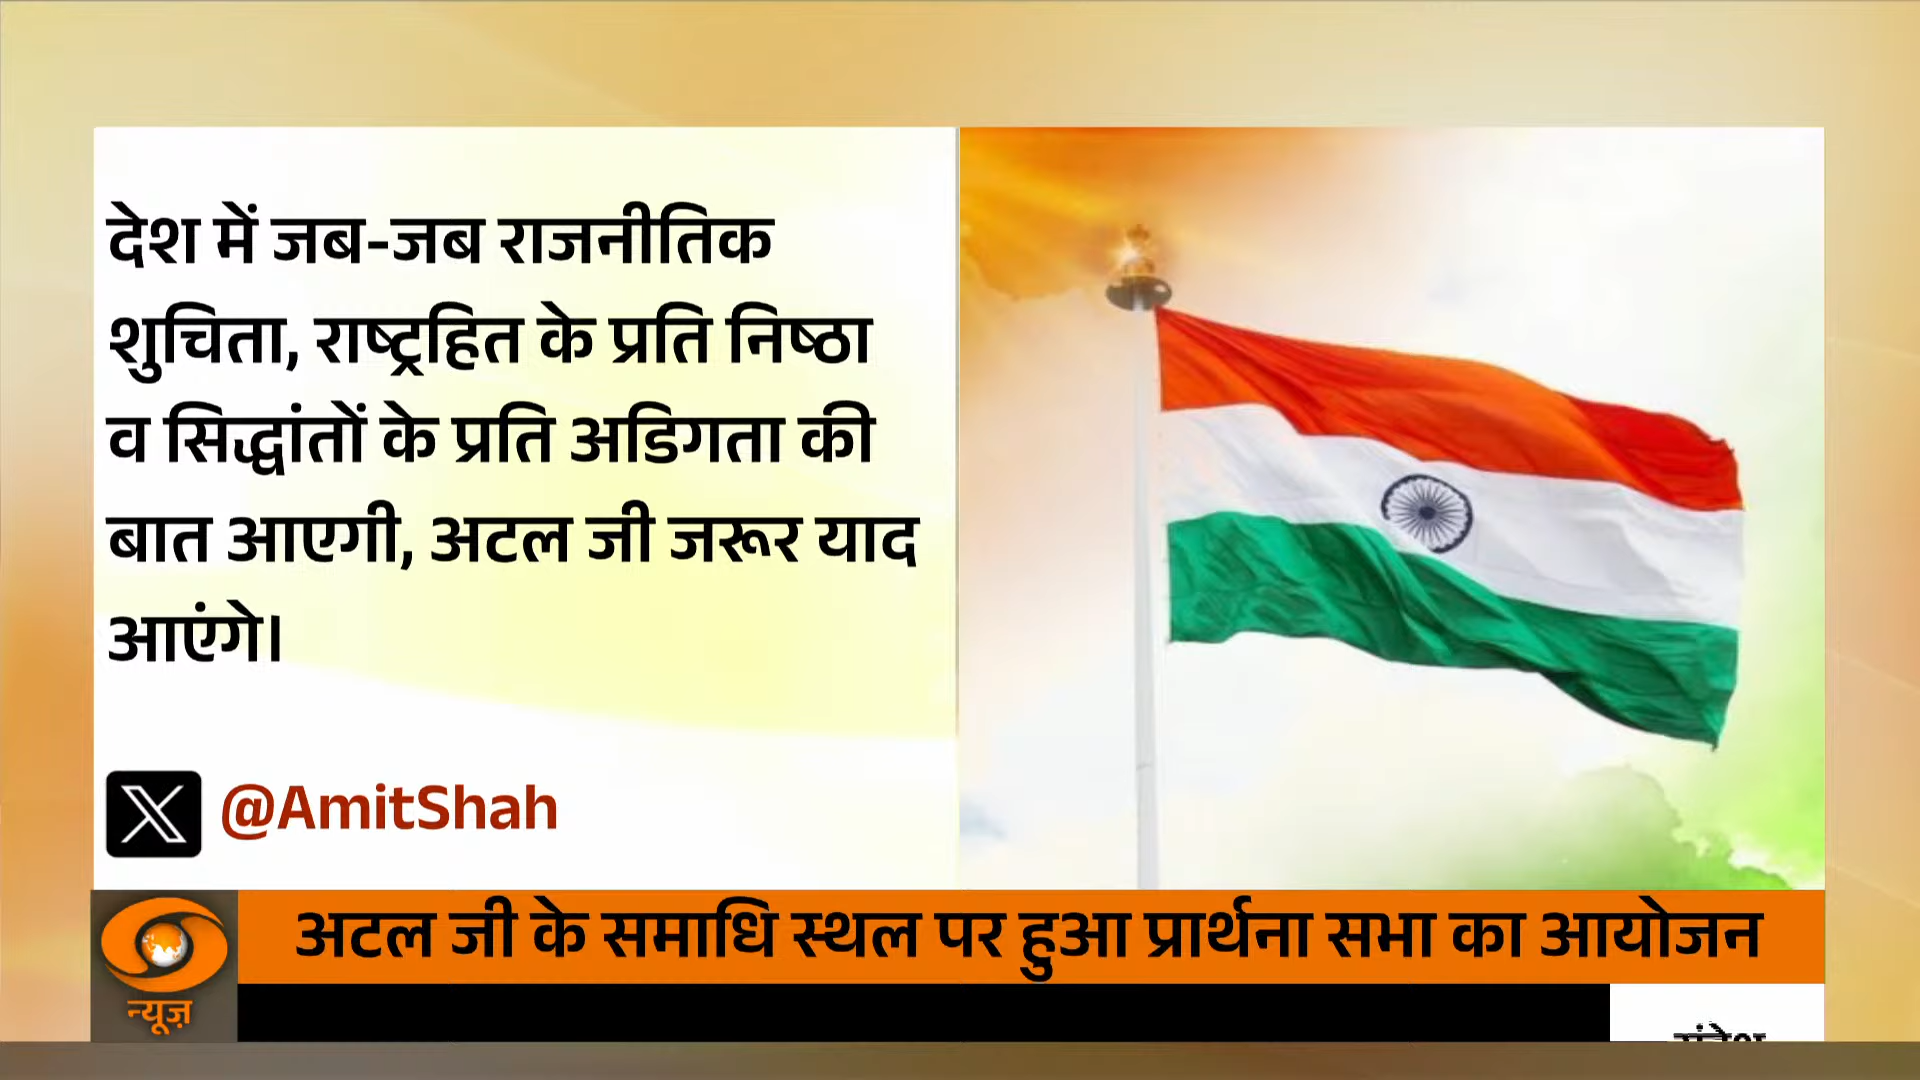 देश में जब-जब राजनीतिक
शुचिता, राष्ट्रहित के प्रति निष्ठा
व सिद्धांतों के प्रति अडिगता की
बात आएगी, अटल जी जरूर याद
आएंगे।
@AmitShah
अटल जी के समाधि स्थल पर हुआ प्रार्थना सभा का आयोजन
न्यूज़